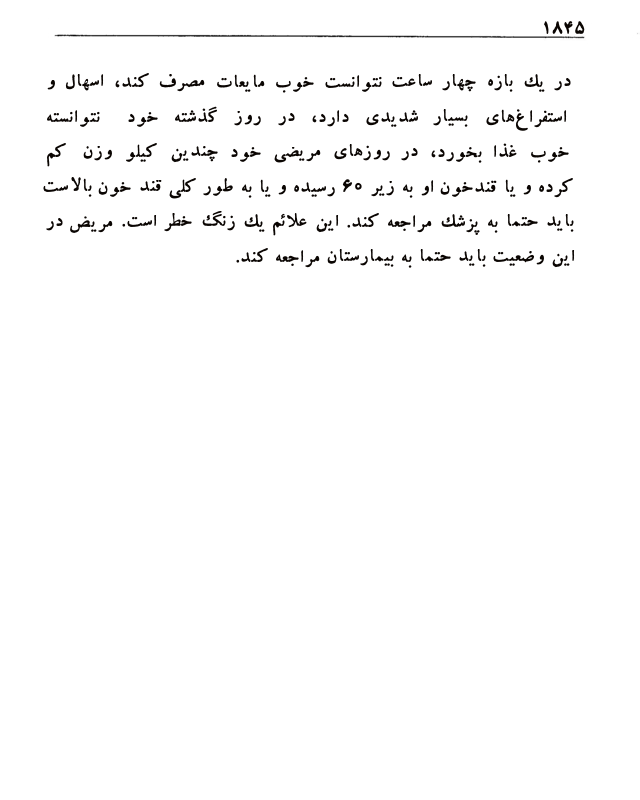 ۱۸۴۵
در یك بازه چهار ساعت نتوانست خوب مایعات مصرف کند، اسهال و
استفراغ‌های بسیار شدیدی دارد، در روز گذشته خود نتوانسته
خوب غذا بخورد، در روزهای مریضی خود چندین کیلو وزن کم
کرده و یا قندخون او به زیر ۶۰ رسیده و یا به طور کلی قند خون بالاست
باید حتما به پزشك مراجعه کند. این علائم یك زنگ خطر است. مریض در
این وضعیت باید حتما به بیمارستان مراجعه کند.